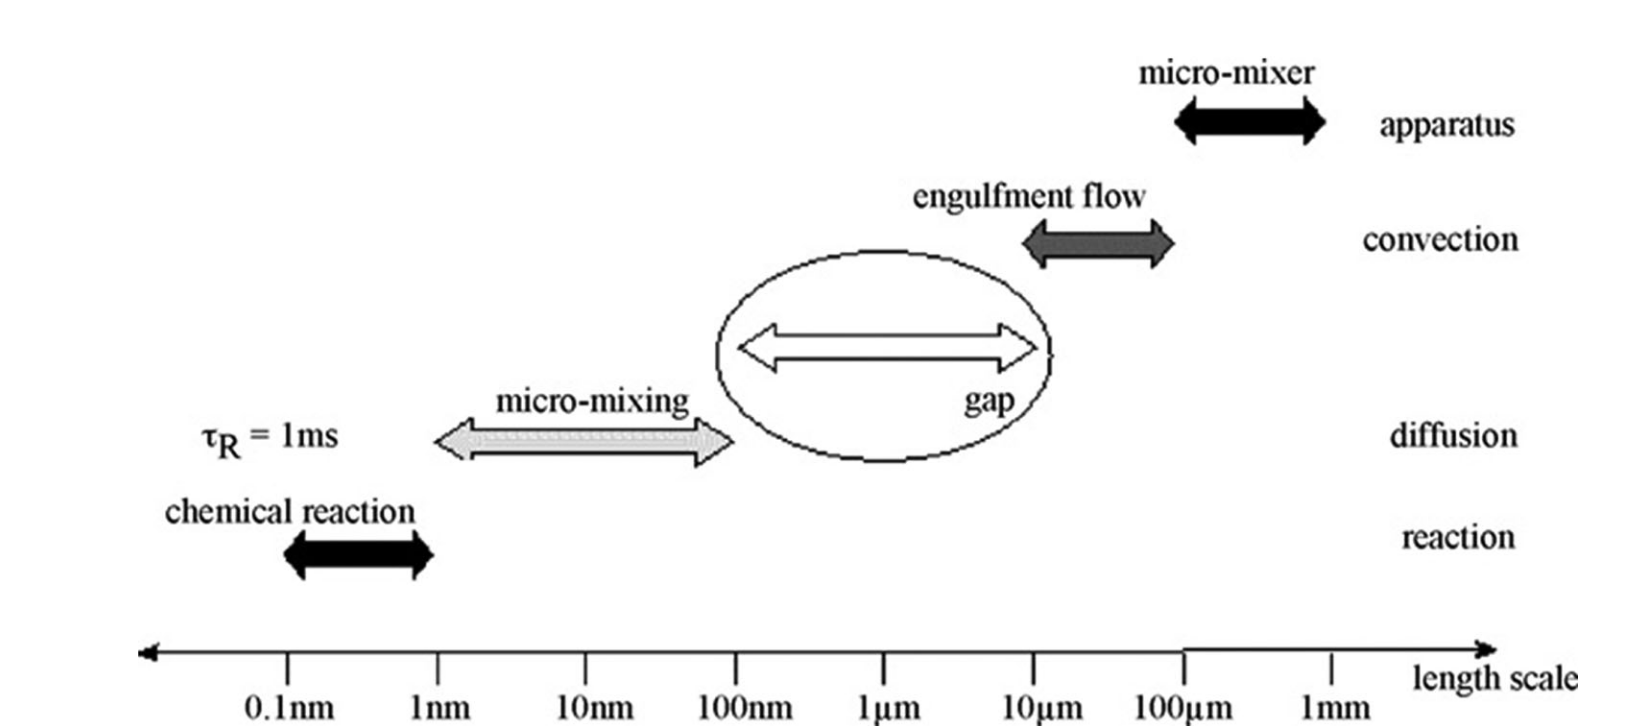 micro-mixer
apparatus
engulfment flow
convection
gap
micro-mixing
τR = 1ms
diffusion
chemical reaction
reaction
length scale
0.1nm 1nm 10nm 100nm 1µm 10µm 100µm 1mm